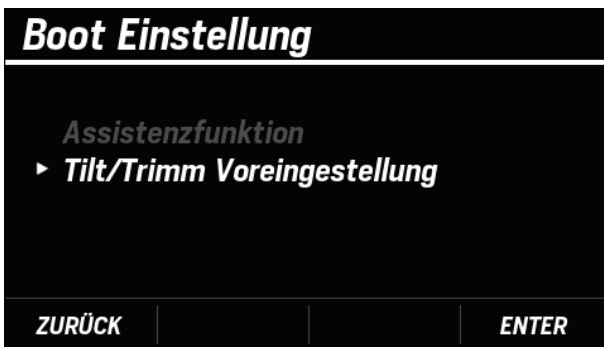 Boot Einstellung
Assistenzfunktion
Tilt/Trimm Voreingestellung
ZURÜCK ENTER